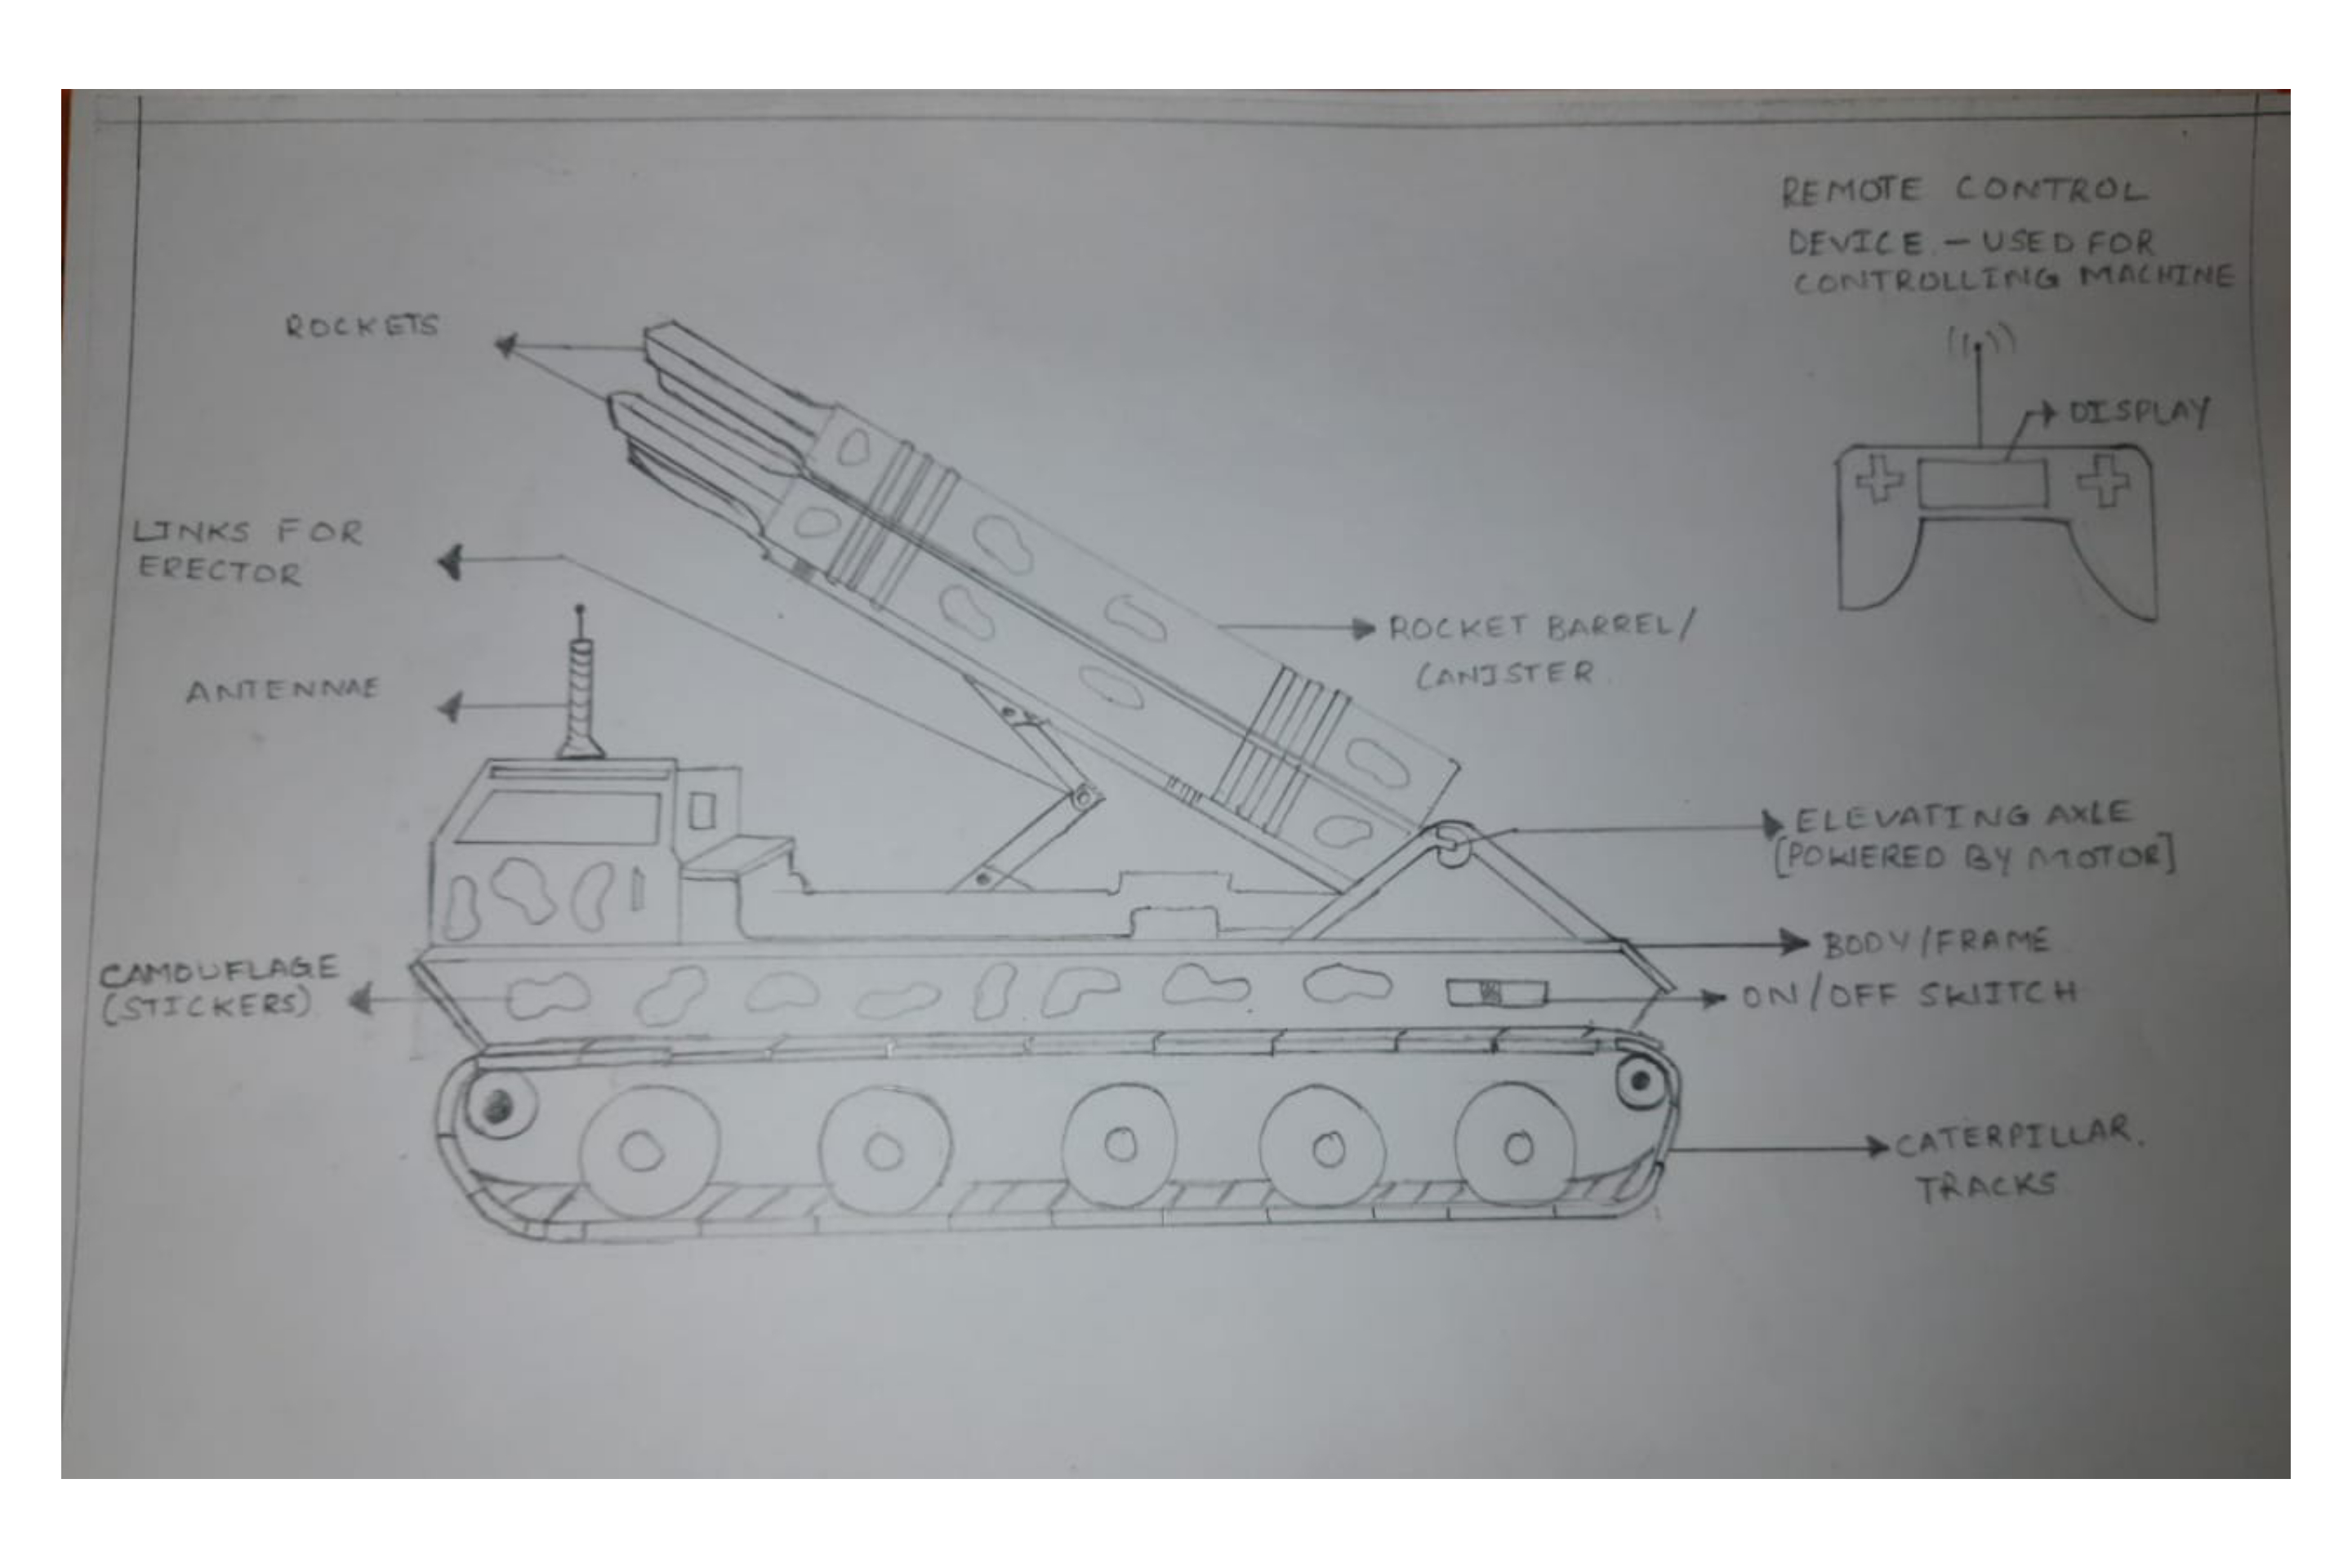 REMOTE CONTROL
DEVICE - USED FOR
CONTROLLING MACHINE
ROCKETS
DISPLAY
LINKS FOR
ERECTOR
ROCKET BARREL/
CANISTER.
ANTENNAE
ELEVATING AXLE
[POWERED BY MOTOR]
BODY/FRAME
CAMOUFLAGE
(STICKERS)
ON/OFF SWITCH
CATERPILLAR.
TRACKS